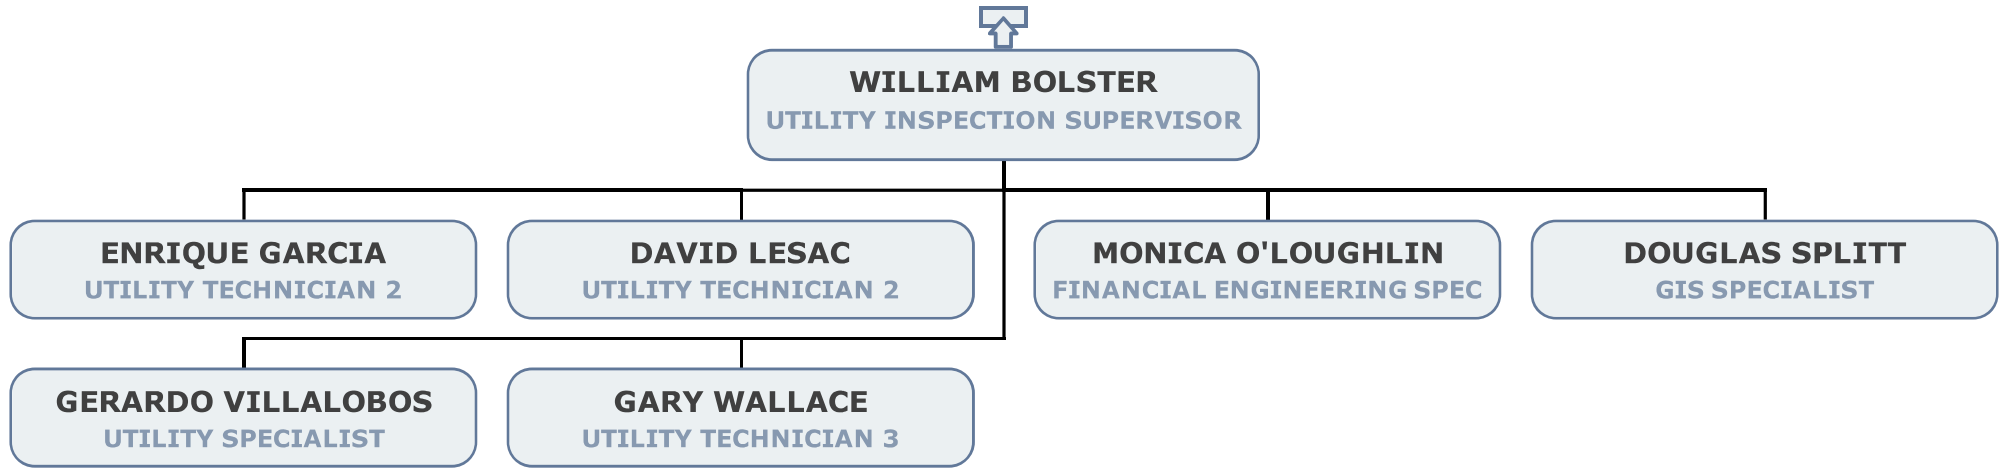 WILLIAM BOLSTER
UTILITY INSPECTION SUPERVISOR
ENRIQUE GARCIA
UTILITY TECHNICIAN 2
DAVID LESAC
UTILITY TECHNICIAN 2
MONICA O'LOUGHLIN
FINANCIAL ENGINEERING SPEC
DOUGLAS SPLITT
GIS SPECIALIST
GERARDO VILLALOBOS
UTILITY SPECIALIST
GARY WALLACE
UTILITY TECHNICIAN 3